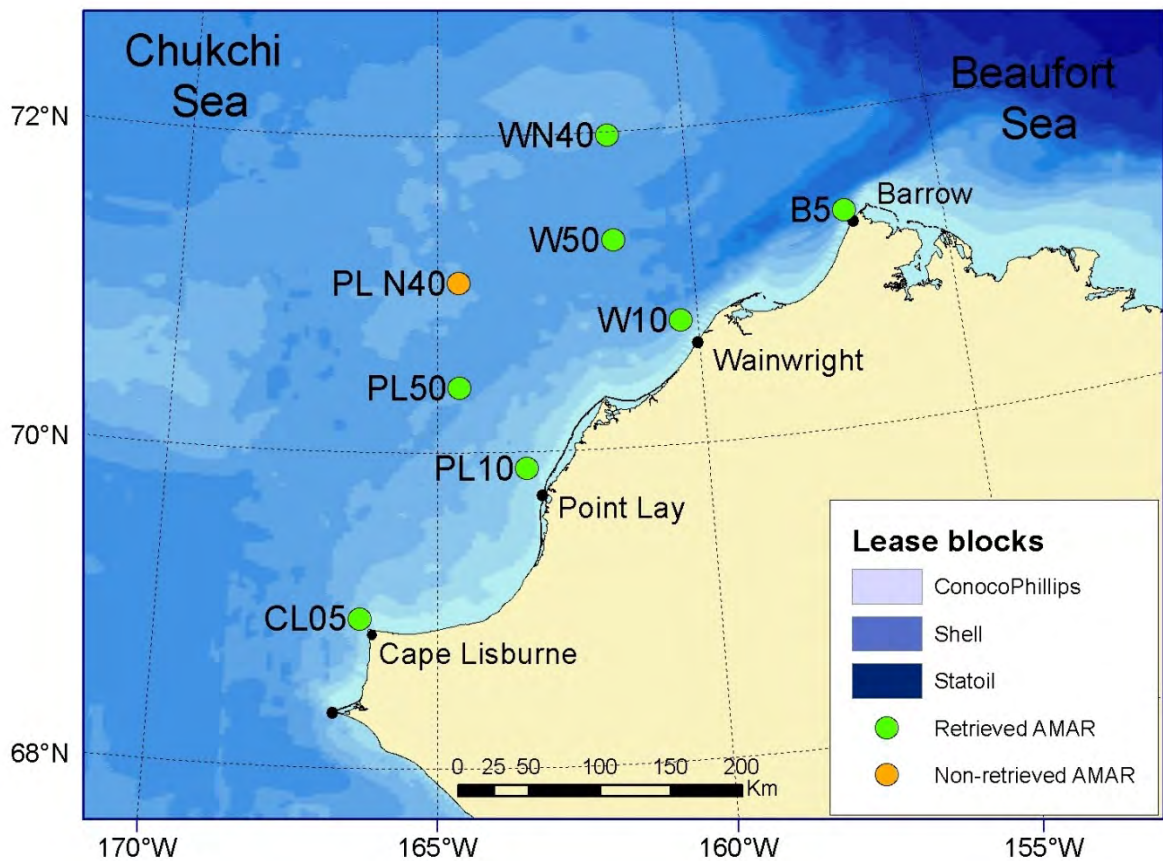 Chukchi
Sea
Beaufort
Sea
72°N
WN40
Barrow
B5
W50
PL N40
W10
Wainwright
PL50
70°N
PL10
Point Lay
CL05
Cape Lisburne
68°N
0 25 50 100 150 200
Km
Lease blocks
ConocoPhillips
Shell
Statoil
Retrieved AMAR
Non-retrieved AMAR
170°W 165°W 160°W 155°W